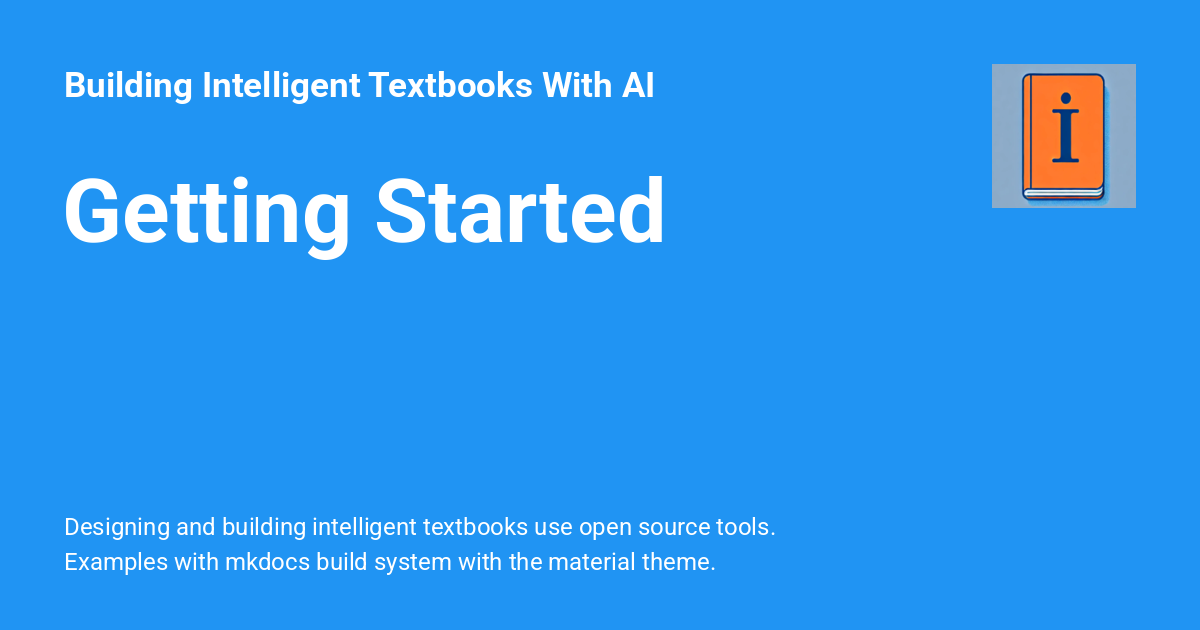 Building Intelligent Textbooks With AI
i
Getting Started
Designing and building intelligent textbooks use open source tools.
Examples with mkdocs build system with the material theme.